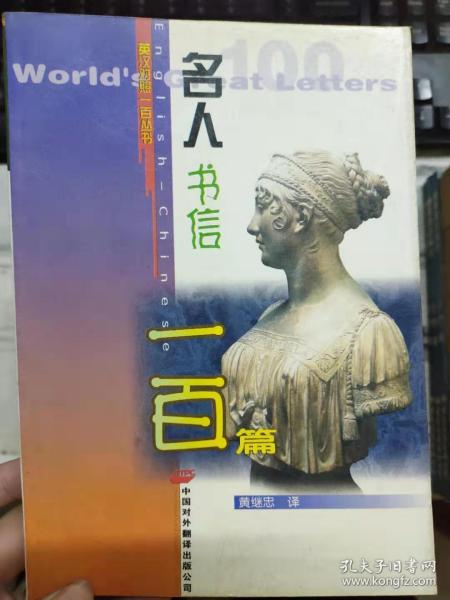 100
World's Great Letters
英汉对照一百丛书
English-Chinese
名人
书信
一百
篇
黄继忠 译
CTPC
中国对外翻译出版公司
孔夫子旧书网
www.kongfz.com